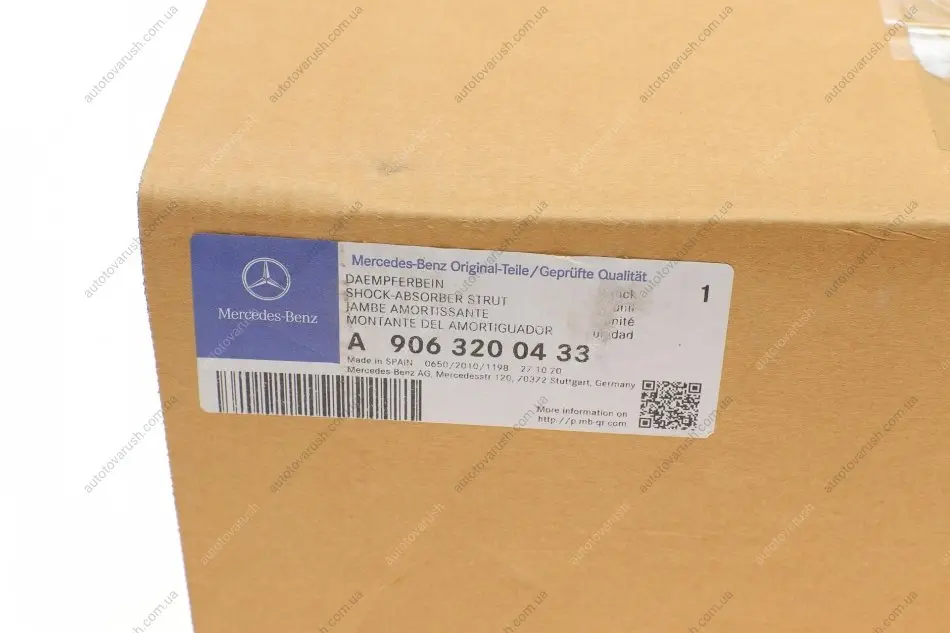 Mercedes-Benz
Mercedes-Benz Original-Teile/Geprüfte Qualität
DAEMPFERBEIN
SHOCK-ABSORBER STRUT
JAMBE AMORTISSANTE
MONTANTE DEL AMORTIGUADOR
1
A 906 320 04 33
Made in SPAIN 0650/2010/1198 27.10.20
Mercedes-Benz AG, Mercedesstr. 120, 70372 Stuttgart, Germany
More information on
http://p.mb-qr.com
autotovarush.com.ua